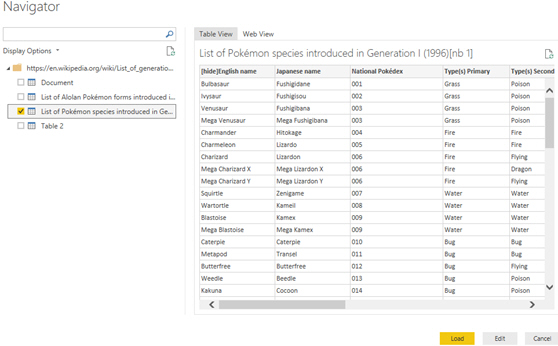 Navigator
Display Options
https://en.wikipedia.org/wiki/List_of_generatio...
Document
List of Alolan Pokémon forms introduced i...
List of Pokémon species introduced in Ge...
Table 2
Table View Web View
List of Pokémon species introduced in Generation I (1996)[nb 1]
[hide]English name Japanese name National Pokédex Type(s) Primary Type(s) Second
Bulbasaur Fushigidane 001 Grass Poison
Ivysaur Fushigisou 002 Grass Poison
Venusaur Fushigibana 003 Grass Poison
Mega Venusaur Mega Fushigibana 003 Grass Poison
Charmander Hitokage 004 Fire Fire
Charmeleon Lizardo 005 Fire Fire
Charizard Lizardon 006 Fire Flying
Mega Charizard X Mega Lizardon X 006 Fire Dragon
Mega Charizard Y Mega Lizardon Y 006 Fire Flying
Squirtle Zenigame 007 Water Water
Wartortle Kameil 008 Water Water
Blastoise Kamex 009 Water Water
Mega Blastoise Mega Kamex 009 Water Water
Caterpie Caterpie 010 Bug Bug
Metapod Transel 011 Bug Bug
Butterfree Butterfree 012 Bug Flying
Weedle Beedle 013 Bug Poison
Kakuna Cocoon 014 Bug Poison
Load Edit Cancel